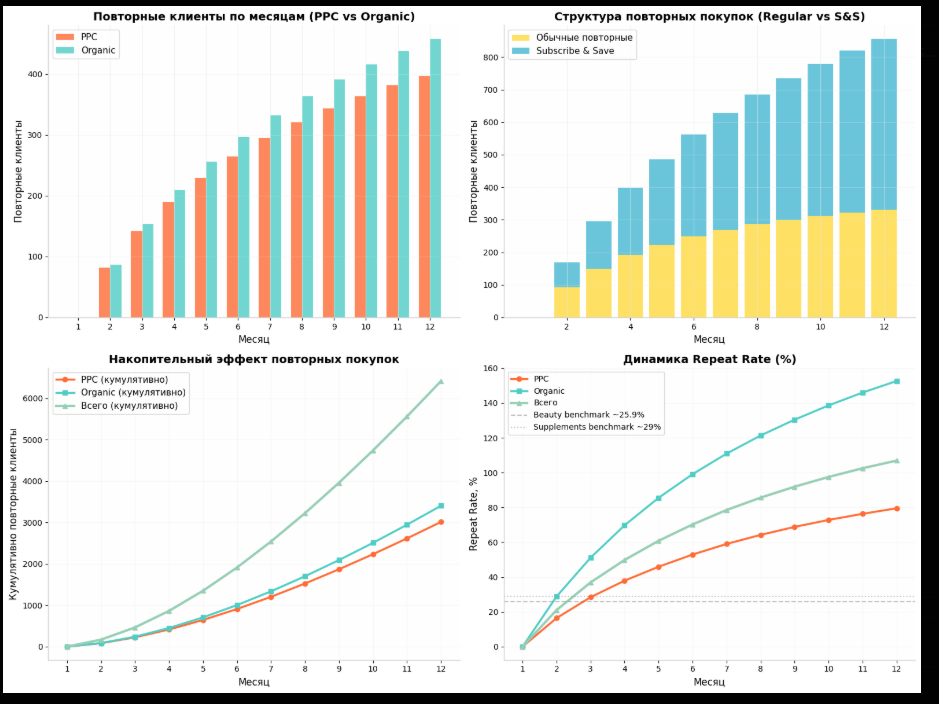 Повторные клиенты по месяцам (PPC vs Organic)
PPC
Organic
400
300
200
100
0
Повторные клиенты
1 2 3 4 5 6 7 8 9 10 11 12
Месяц
Структура повторных покупок (Regular vs S&S)
Обычные повторные
Subscribe & Save
800
700
600
500
400
300
200
100
0
Повторные клиенты
2 4 6 8 10 12
Месяц
Накопительный эффект повторных покупок
PPC (кумулятивно)
Organic (кумулятивно)
Всего (кумулятивно)
6000
5000
4000
3000
2000
1000
0
Кумулятивно повторные клиенты
1 2 3 4 5 6 7 8 9 10 11 12
Месяц
Динамика Repeat Rate (%)
PPC
Organic
Всего
Beauty benchmark ~25.9%
Supplements benchmark ~29%
160
140
120
100
80
60
40
20
0
Repeat Rate, %
1 2 3 4 5 6 7 8 9 10 11 12
Месяц